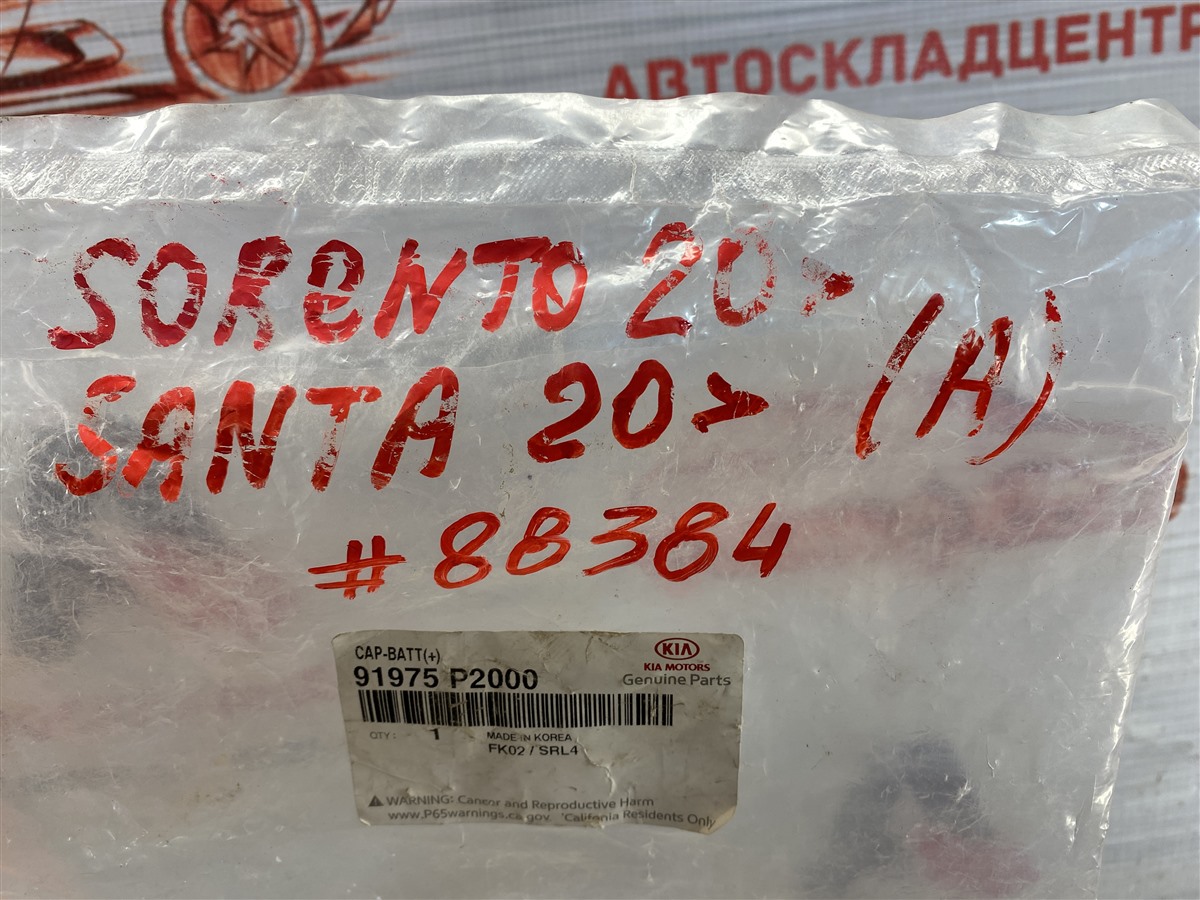 АВТОСКЛАДЦЕНТР
SORENTO 20>
SANTA 20> (A)
#88384
CAP-BATT(+)
91975 P2000
KIA
KIA MOTORS
Genuine Parts
QTY: 1 MADE IN KOREA
FK02 / SRL4
⚠ WARNING: Cancer and Reproductive Harm
www.P65warnings.ca.gov 'California Residents Only